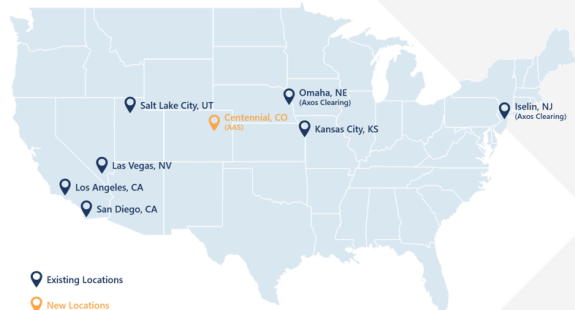 Omaha, NE
(Axos Clearing)
Salt Lake City, UT
Iselin, NJ
(Axos Clearing)
Centennial, CO
(AAS)
Kansas City, KS
Las Vegas, NV
Los Angeles, CA
San Diego, CA
Existing Locations
New Locations